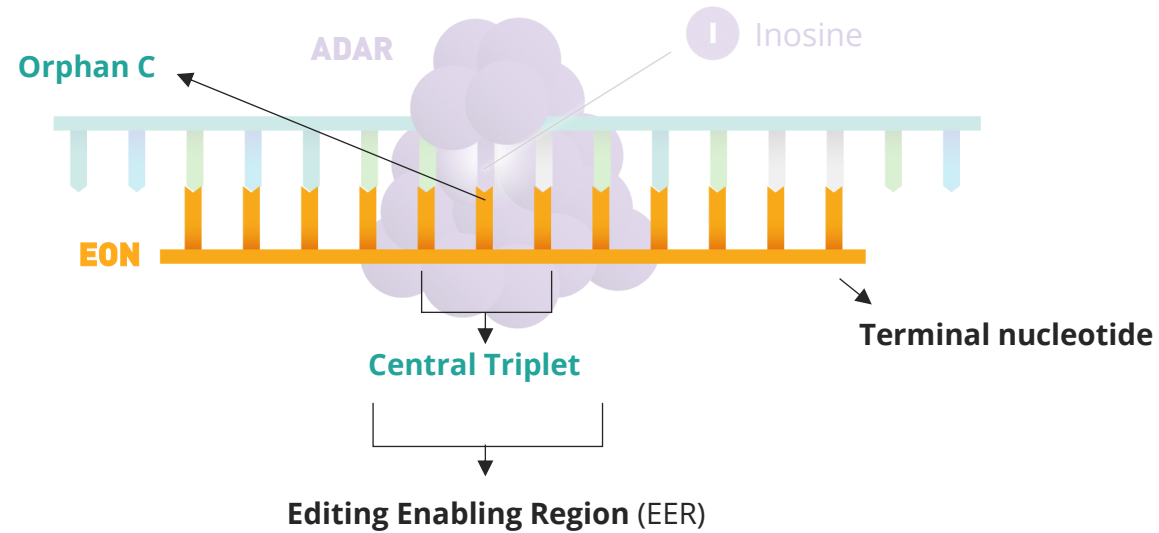 I Inosine
ADAR
Orphan C
EON
Terminal nucleotide
Central Triplet
Editing Enabling Region (EER)